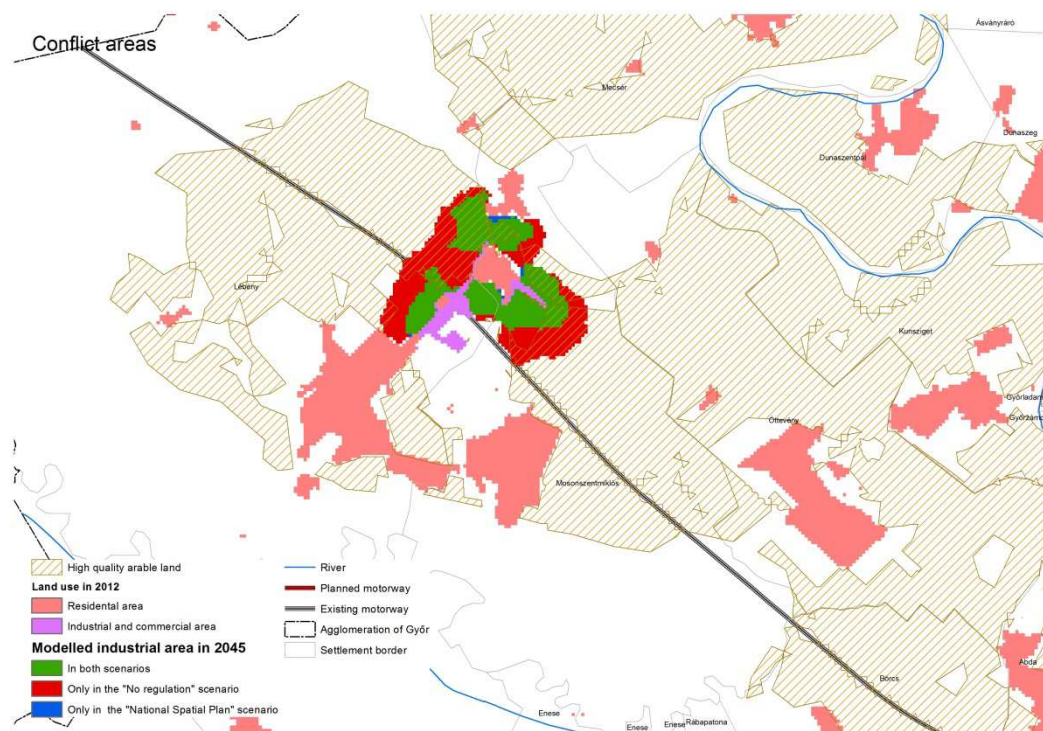 Conflict areas
Ásványráró
Mecsér
Dunaszeg
Dunaszentpál
Lébény
Kunsziget
Győrladam
Győrzámo
Öttevény
Mosonszentmiklós
High quality arable land
Land use in 2012
Residental area
Industrial and commercial area
Modelled industrial area in 2045
In both scenarios
Only in the "No regulation" scenario
Only in the "National Spatial Plan" scenario
River
Planned motorway
Existing motorway
Agglomeration of Győr
Settlement border
Abda
Börcs
Enese
Enese
Enese
Rábapatona